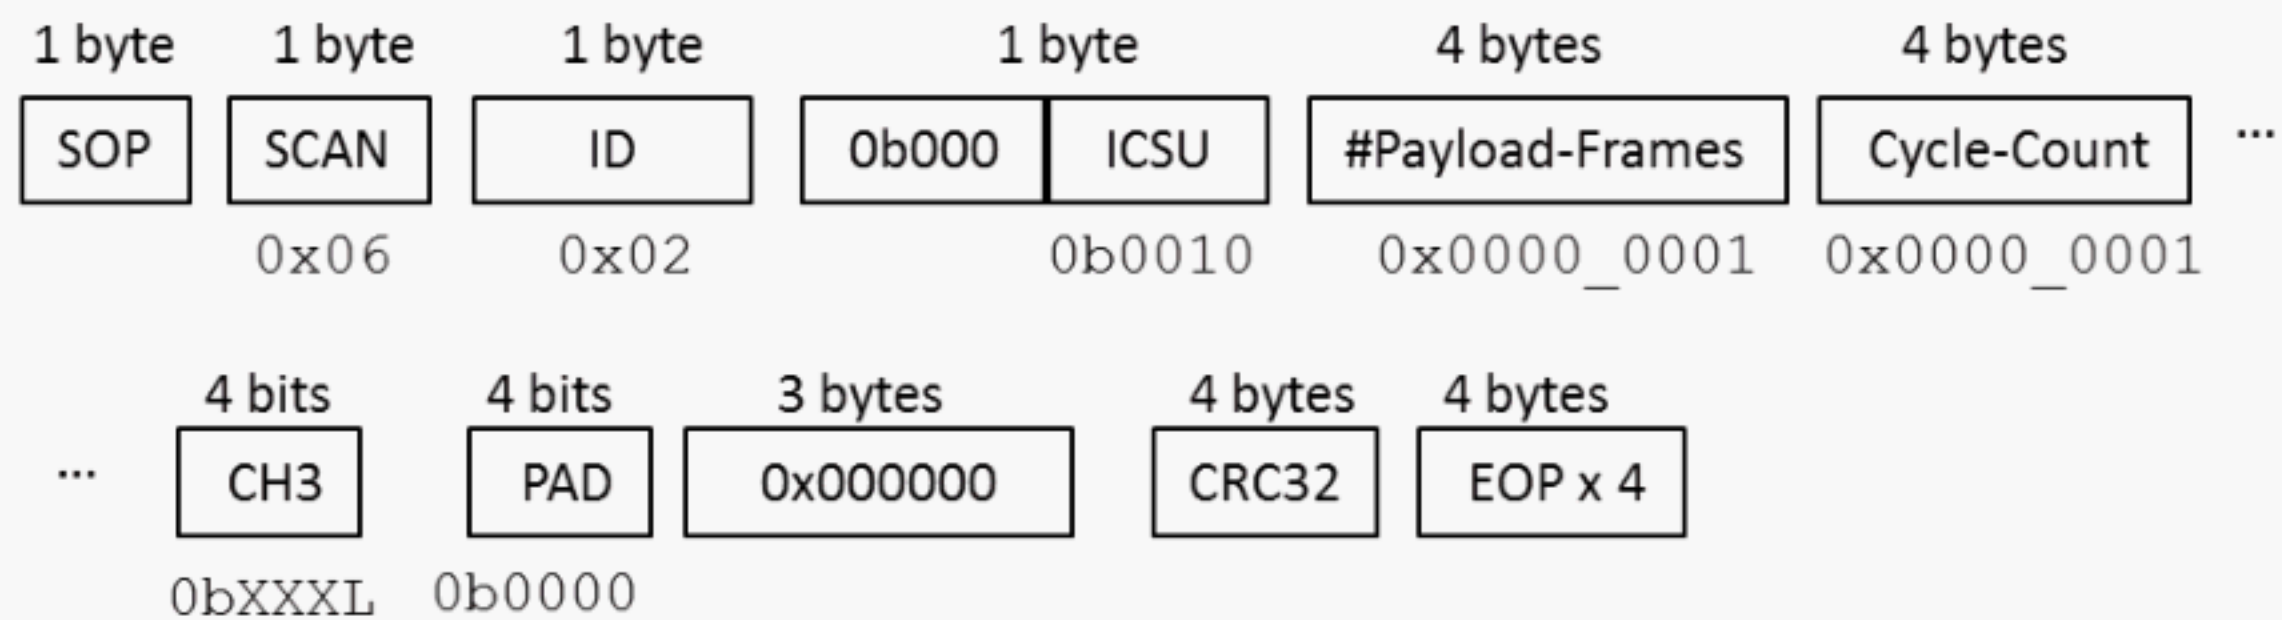 1 byte 1 byte 1 byte 1 byte 4 bytes 4 bytes
SOP SCAN ID 0b000 ICSU #Payload-Frames Cycle-Count ...
0x06 0x02 0b0010 0x0000_0001 0x0000_0001
4 bits 4 bits 3 bytes 4 bytes 4 bytes
... CH3 PAD 0x000000 CRC32 EOP x 4
0bXXXL 0b0000